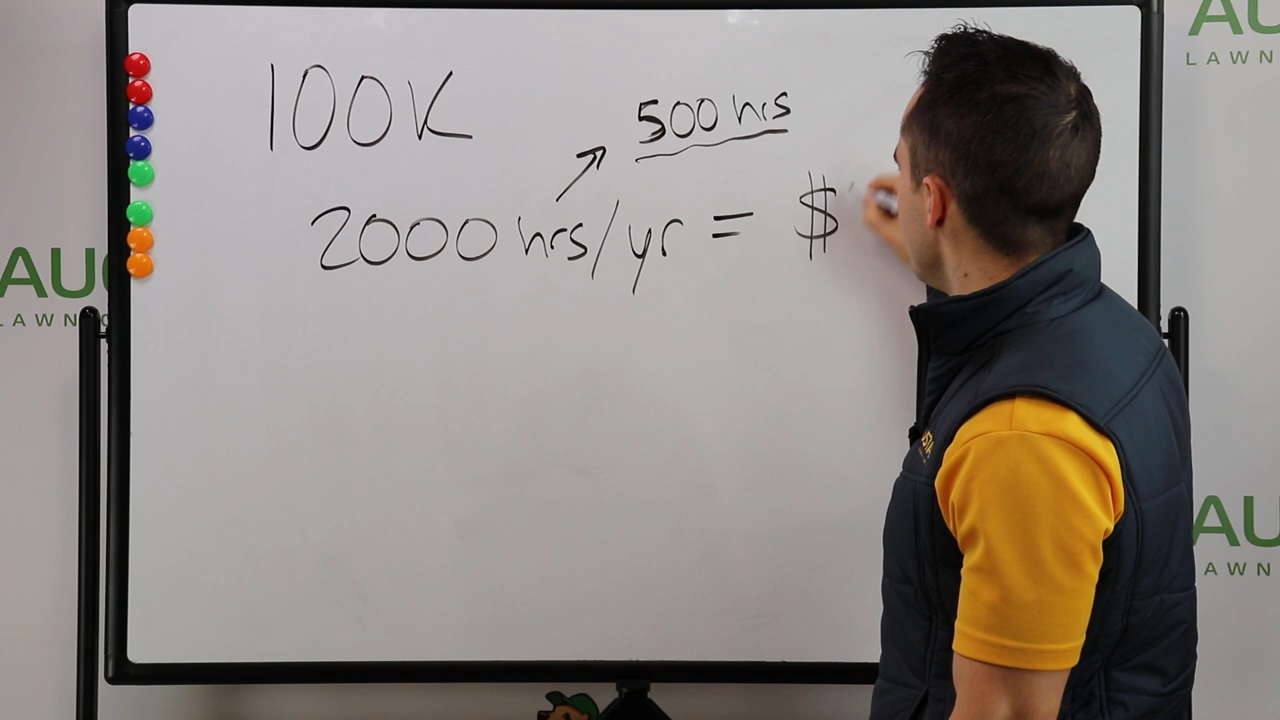 100K
500 hrs
2000 hrs/yr = $
AU
LAWN
AU
LAWN
AU
LAWN